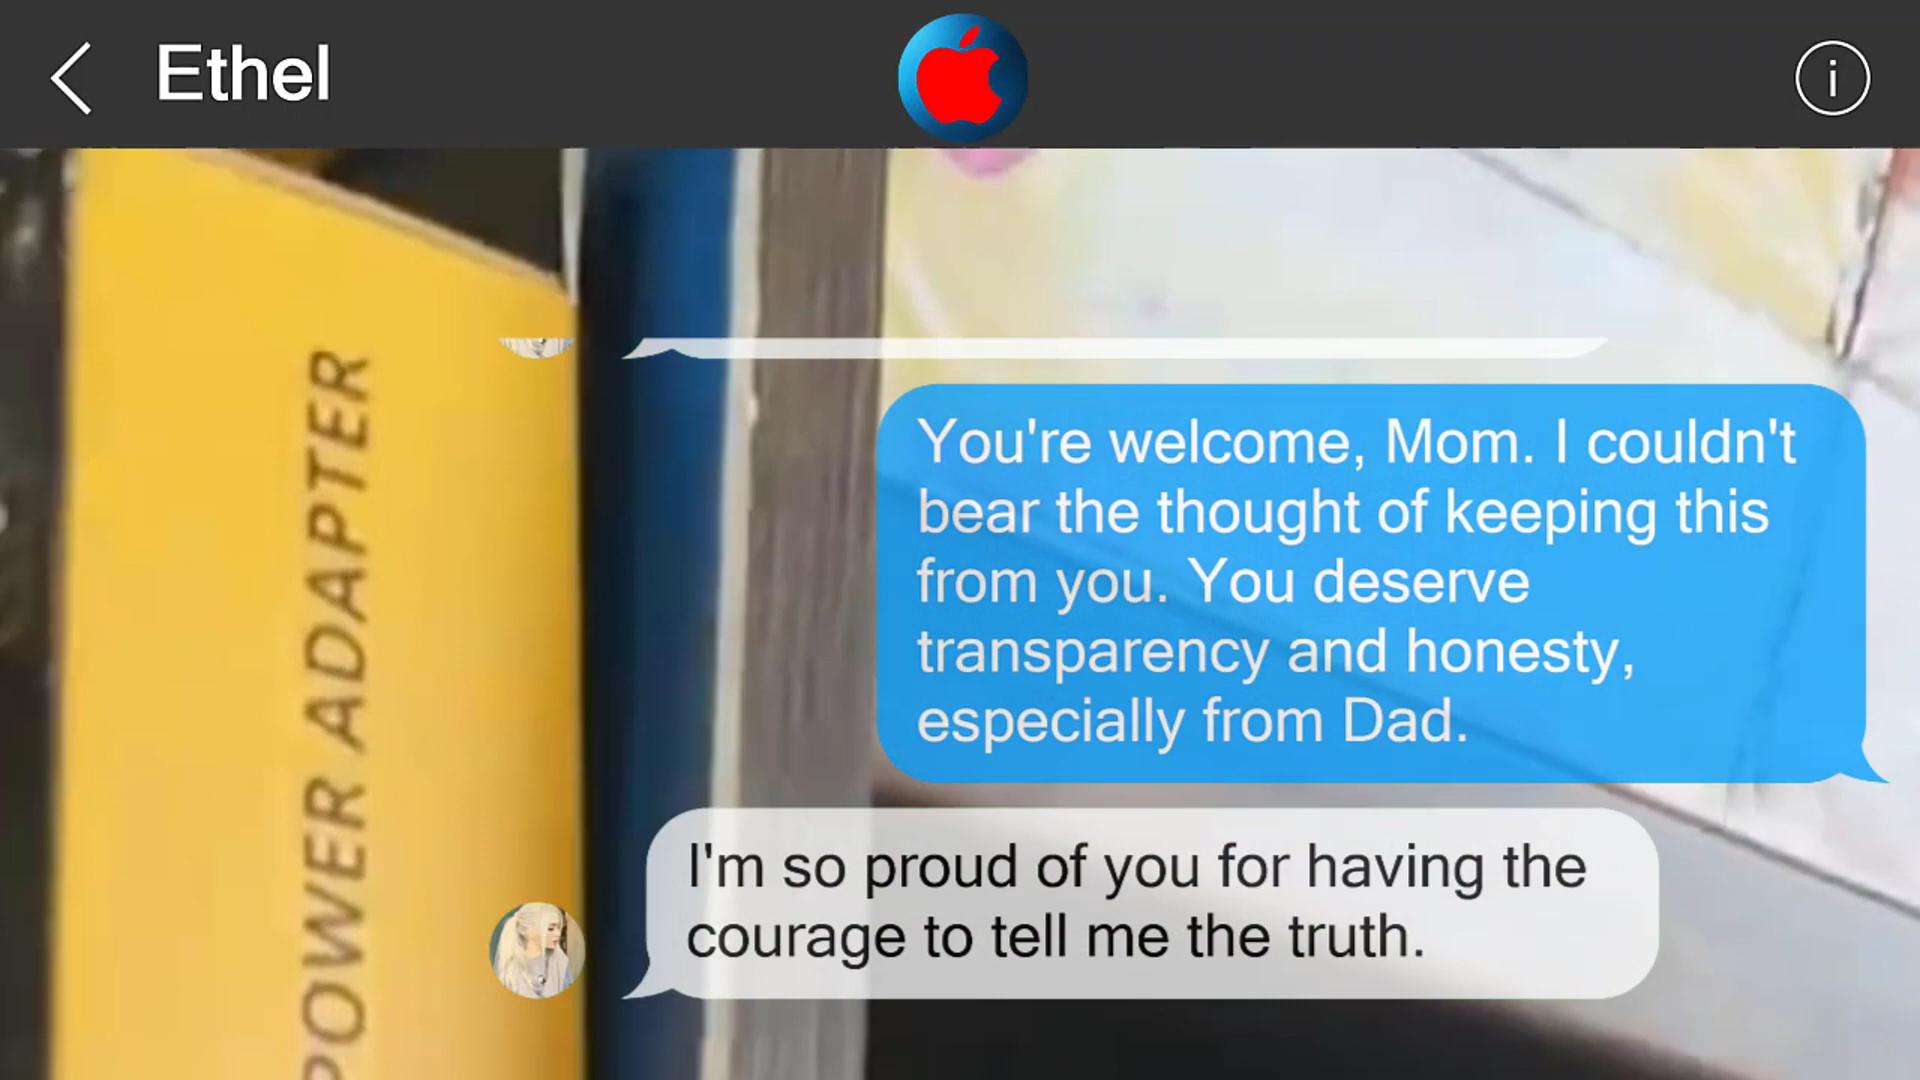 Ethel
You're welcome, Mom. I couldn't
bear the thought of keeping this
from you. You deserve
transparency and honesty,
especially from Dad.
I'm so proud of you for having the
courage to tell me the truth.
POWER ADAPTER